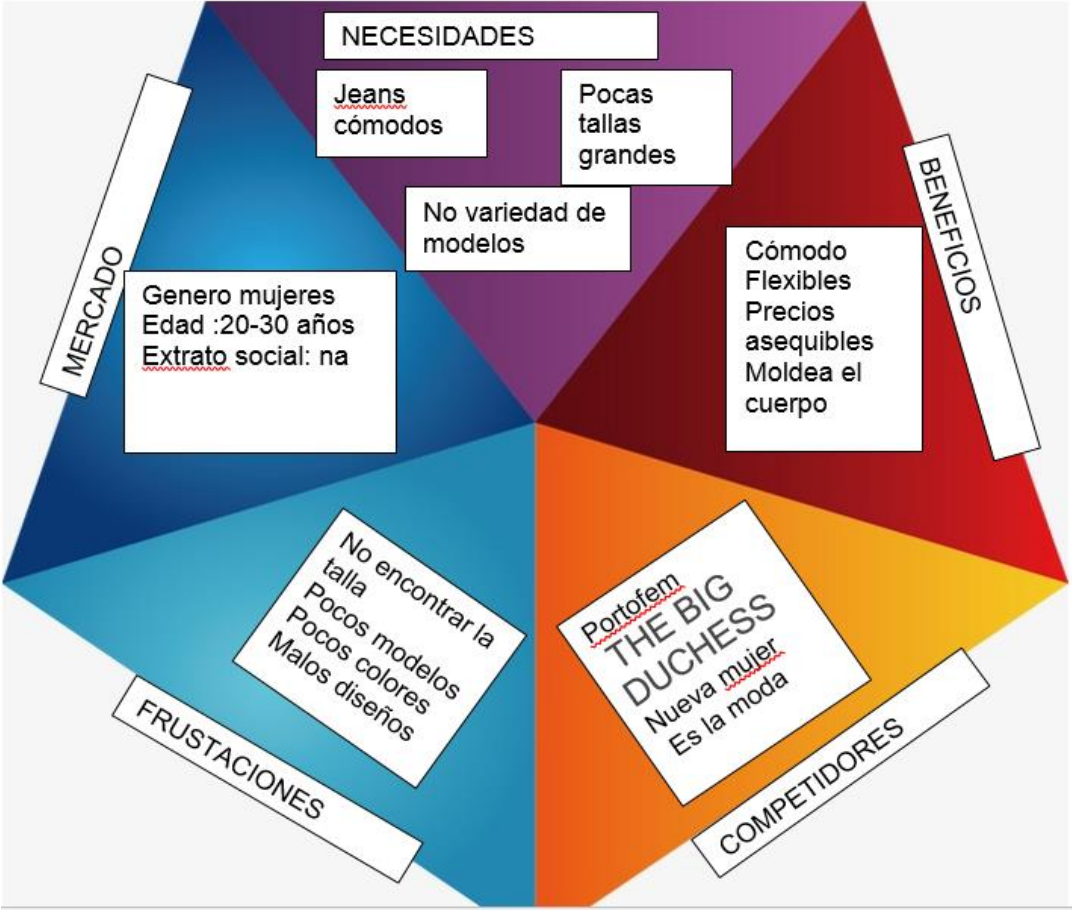 NECESIDADES
Jeans
cómodos
Pocas
tallas
grandes
No variedad de
modelos
MERCADO
Genero mujeres
Edad :20-30 años
Extrato social: na
BENEFICIOS
Cómodo
Flexibles
Precios
asequibles
Moldea el
cuerpo
No encontrar la
talla
Pocos modelos
Pocos colores
Malos diseños
FRUSTACIONES
Portofem
THE BIG
DUCHESS
Nueva mujer
Es la moda
COMPETIDORES